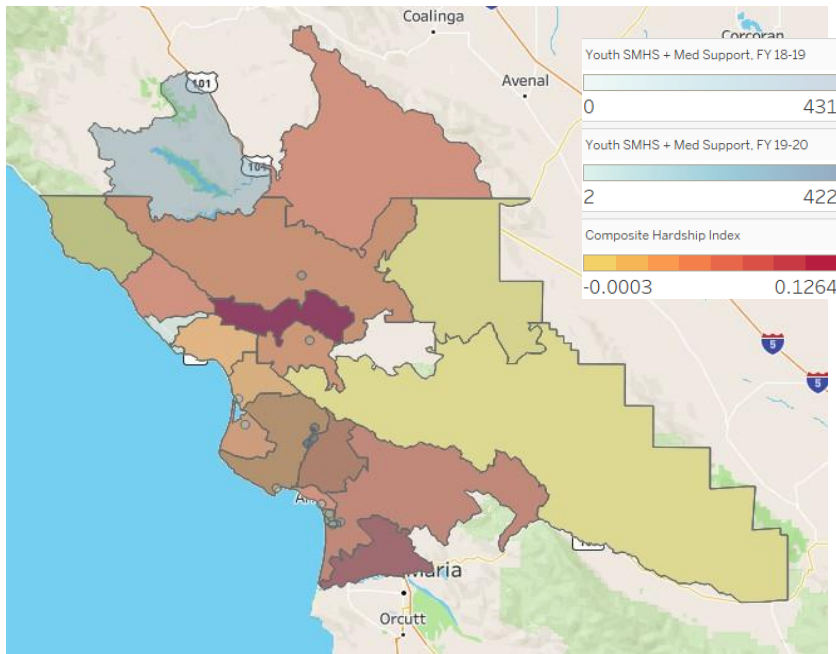 Coalinga
Corcoran
Avenal
101
101
5
5
Orcutt
Youth SMHS + Med Support, FY 18-19
0 431
Youth SMHS + Med Support, FY 19-20
2 422
Composite Hardship Index
-0.0003 0.1264